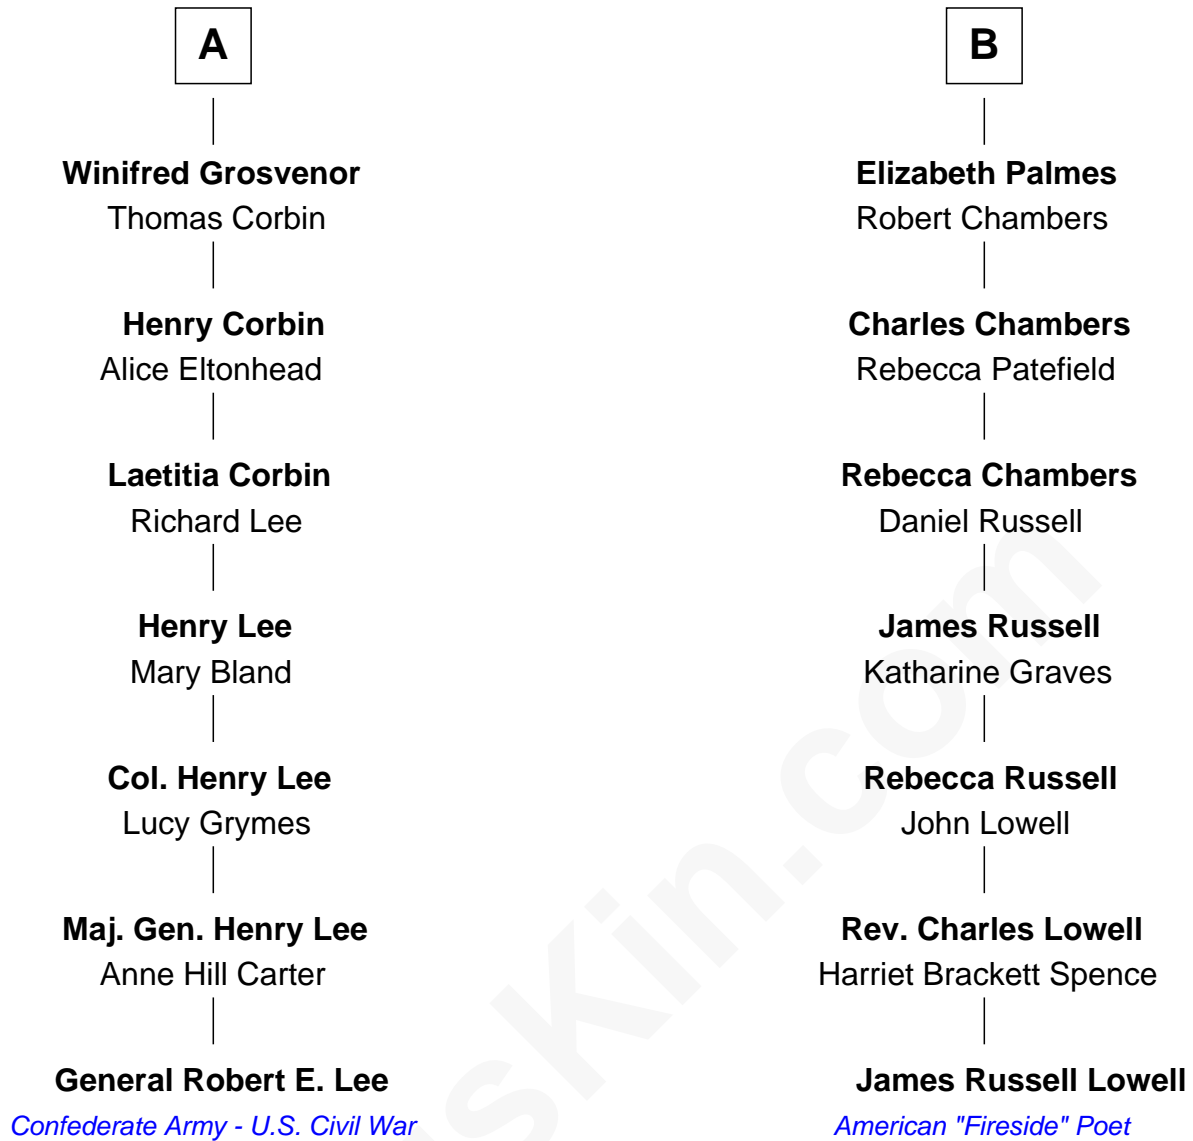 A
Winifred Grosvenor
Thomas Corbin
Henry Corbin
Alice Eltonhead
Laetitia Corbin
Richard Lee
Henry Lee
Mary Bland
Col. Henry Lee
Lucy Grymes
Maj. Gen. Henry Lee
Anne Hill Carter
General Robert E. Lee
Confederate Army - U.S. Civil War
B
Elizabeth Palmes
Robert Chambers
Charles Chambers
Rebecca Patefield
Rebecca Chambers
Daniel Russell
James Russell
Katharine Graves
Rebecca Russell
John Lowell
Rev. Charles Lowell
Harriet Brackett Spence
James Russell Lowell
American "Fireside" Poet